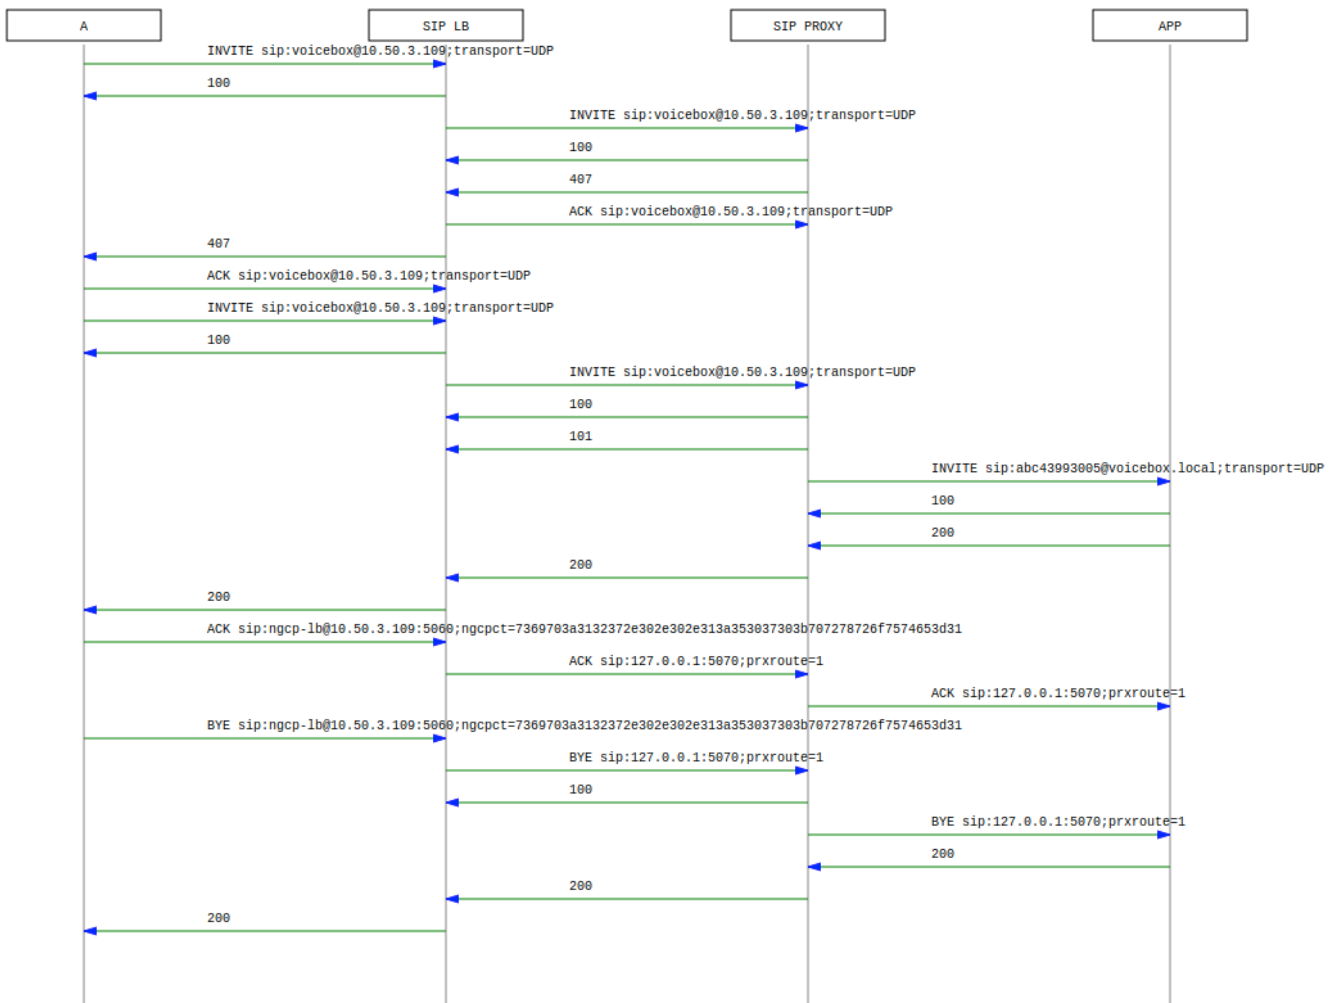 A
SIP LB
SIP PROXY
APP
INVITE sip:voicebox@10.50.3.109;transport=UDP
100
INVITE sip:voicebox@10.50.3.109;transport=UDP
100
407
ACK sip:voicebox@10.50.3.109;transport=UDP
407
ACK sip:voicebox@10.50.3.109;transport=UDP
INVITE sip:voicebox@10.50.3.109;transport=UDP
100
INVITE sip:voicebox@10.50.3.109;transport=UDP
100
101
INVITE sip:abc43993005@voicebox.local;transport=UDP
100
200
200
200
ACK sip:ngcp-lb@10.50.3.109:5060;ngcpct=7369703a3132372e302e302e313a353037303b707278726f7574653d31
ACK sip:127.0.0.1:5070;prxroute=1
ACK sip:127.0.0.1:5070;prxroute=1
BYE sip:ngcp-lb@10.50.3.109:5060;ngcpct=7369703a3132372e302e302e313a353037303b707278726f7574653d31
BYE sip:127.0.0.1:5070;prxroute=1
100
BYE sip:127.0.0.1:5070;prxroute=1
200
200
200